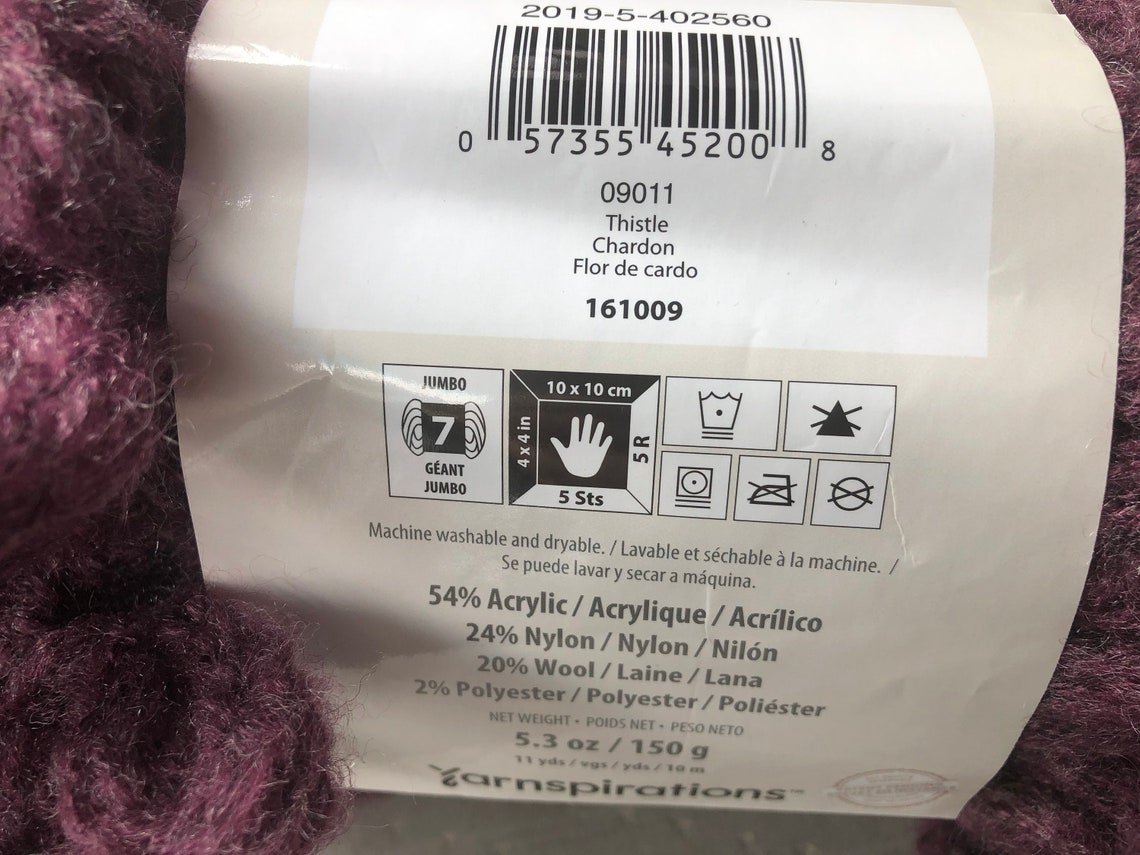 2019-5-402560
0 57355 45200 8
09011
Thistle
Chardon
Flor de cardo
161009
JUMBO
7
GÉANT
JUMBO
10 x 10 cm
4 x 4 in
5 R
5 Sts
Machine washable and dryable. / Lavable et séchable à la machine. /
Se puede lavar y secar a máquina.
54% Acrylic / Acrylique / Acrílico
24% Nylon / Nylon / Nilón
20% Wool / Laine / Lana
2% Polyester / Polyester / Poliéster
NET WEIGHT • POIDS NET • PESO NETO
5.3 oz / 150 g
11 yds / vgs / yds / 10 m
Yarnspirations™